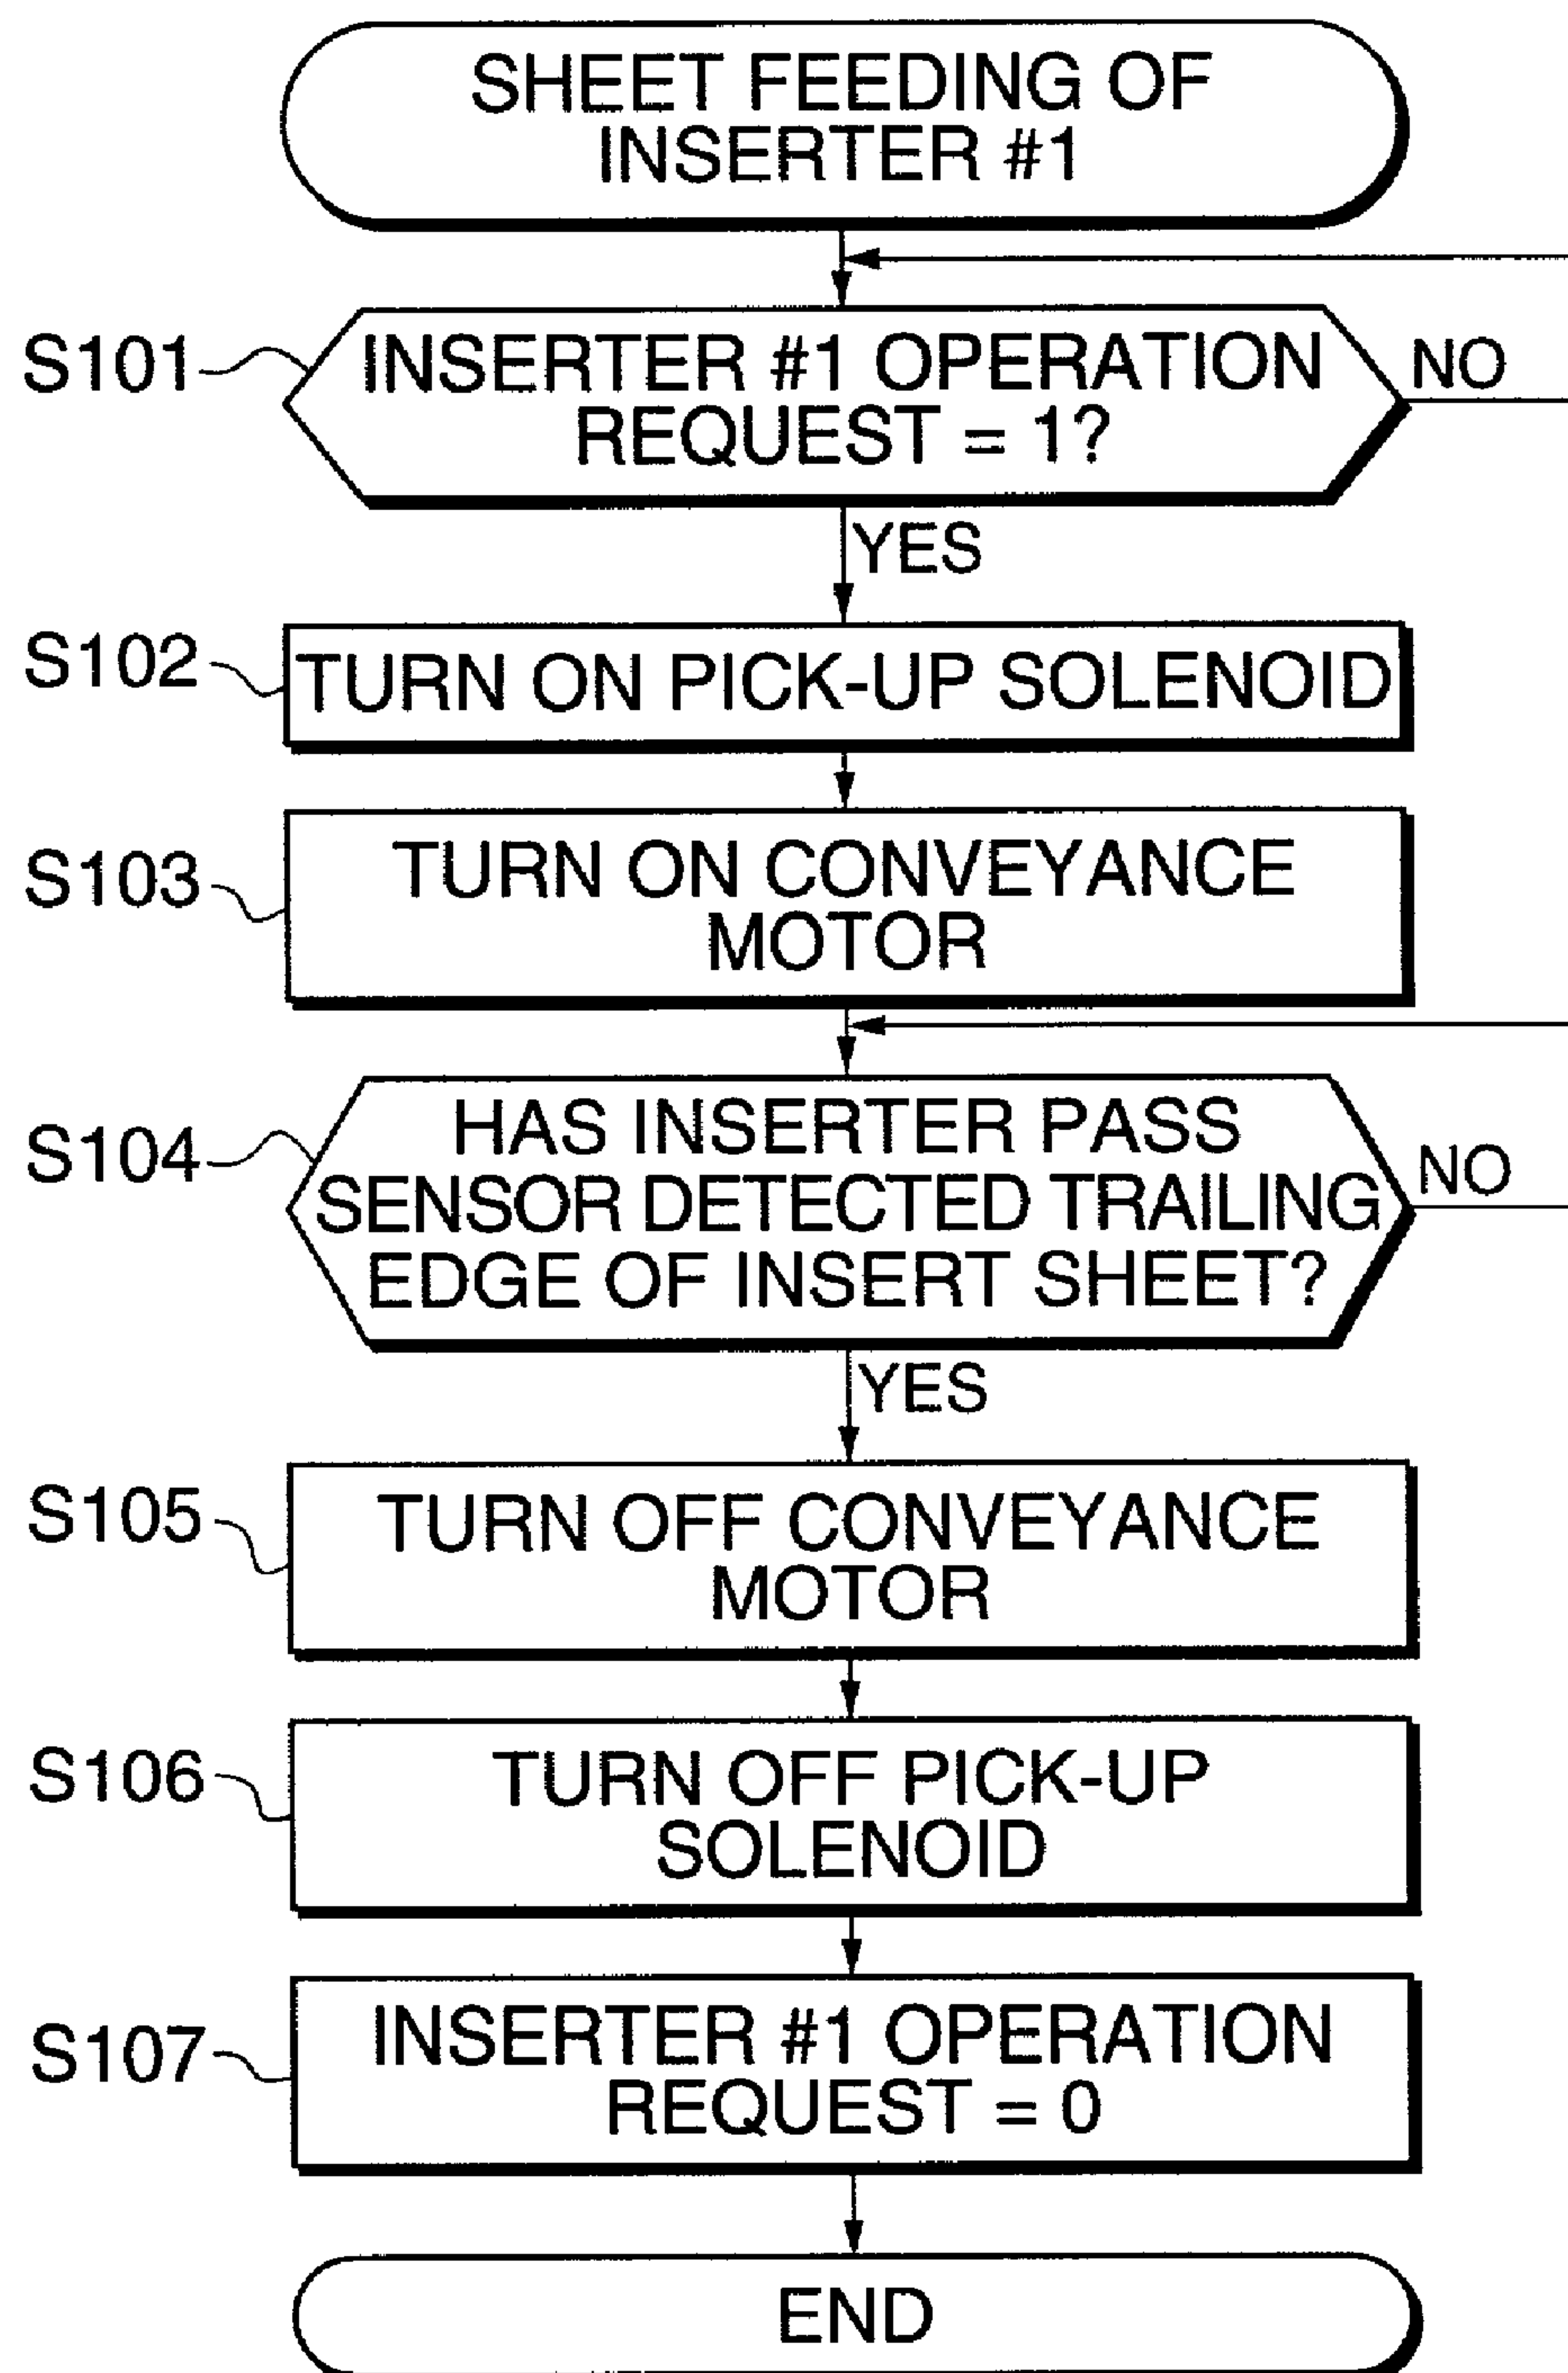 SHEET FEEDING OF
INSERTER #1
S101
INSERTER #1 OPERATION
REQUEST = 1?
NO
YES
S102
TURN ON PICK-UP SOLENOID
S103
TURN ON CONVEYANCE
MOTOR
S104
HAS INSERTER PASS
SENSOR DETECTED TRAILING
EDGE OF INSERT SHEET?
NO
YES
S105
TURN OFF CONVEYANCE
MOTOR
S106
TURN OFF PICK-UP
SOLENOID
S107
INSERTER #1 OPERATION
REQUEST = 0
END